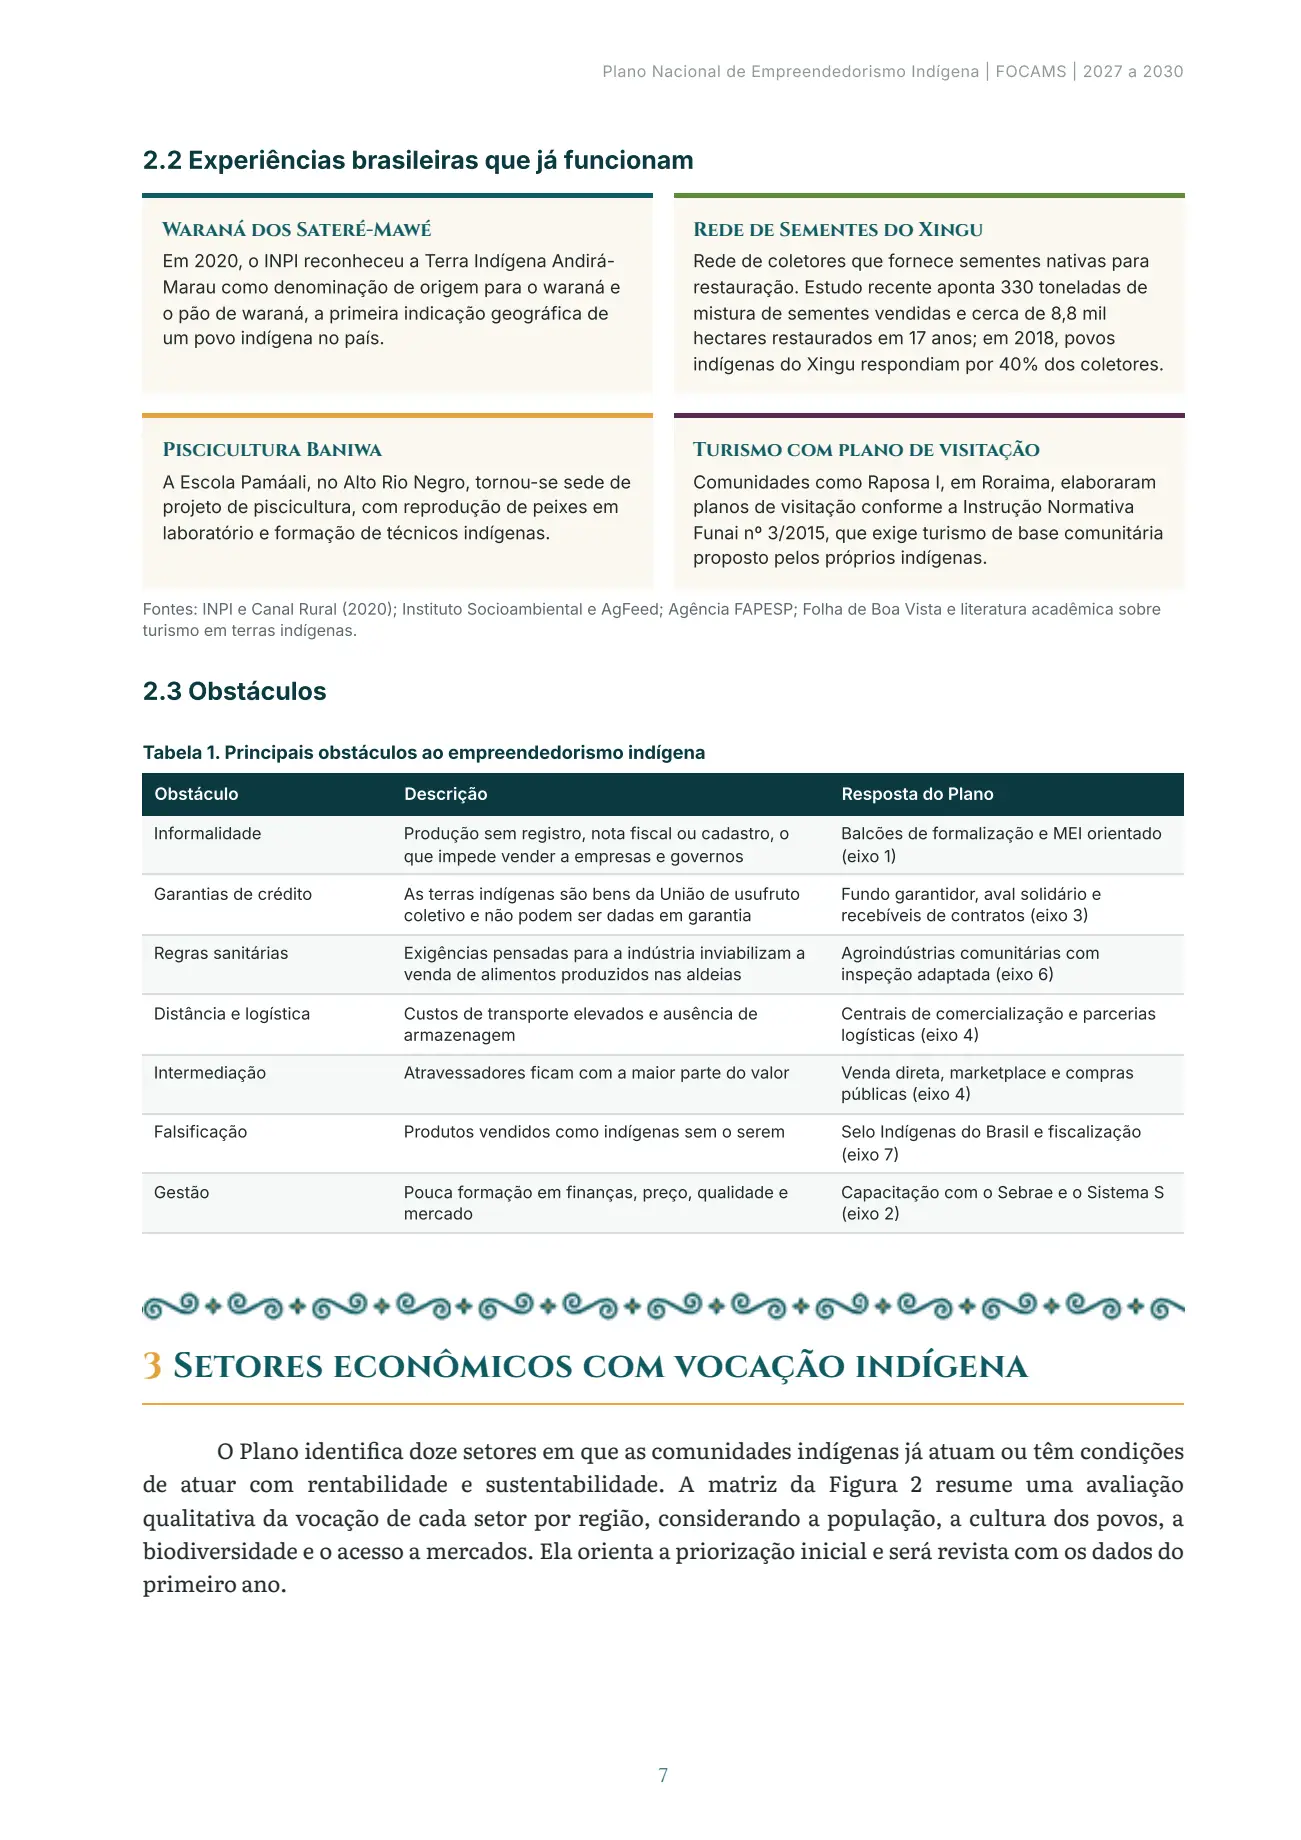 Plano Nacional de Empreendedorismo Indígena | FOCAMS | 2027 a 2030
2.2 Experiências brasileiras que já funcionam
Waraná dos Sateré-Mawé
Em 2020, o INPI reconheceu a Terra Indígena Andirá-
Marau como denominação de origem para o waraná e
o pão de waraná, a primeira indicação geográfica de
um povo indígena no país.
Rede de Sementes do Xingu
Rede de coletores que fornece sementes nativas para
restauração. Estudo recente aponta 330 toneladas de
mistura de sementes vendidas e cerca de 8,8 mil
hectares restaurados em 17 anos; em 2018, povos
indígenas do Xingu respondiam por 40% dos coletores.
Piscicultura Baniwa
A Escola Pamáali, no Alto Rio Negro, tornou-se sede de
projeto de piscicultura, com reprodução de peixes em
laboratório e formação de técnicos indígenas.
Turismo com plano de visitação
Comunidades como Raposa I, em Roraima, elaboraram
planos de visitação conforme a Instrução Normativa
Funai nº 3/2015, que exige turismo de base comunitária
proposto pelos próprios indígenas.
Fontes: INPI e Canal Rural (2020); Instituto Socioambiental e AgFeed; Agência FAPESP; Folha de Boa Vista e literatura acadêmica sobre
turismo em terras indígenas.
2.3 Obstáculos
Tabela 1. Principais obstáculos ao empreendedorismo indígena
Obstáculo Descrição Resposta do Plano
Informalidade Produção sem registro, nota fiscal ou cadastro, o Balcões de formalização e MEI orientado
que impede vender a empresas e governos (eixo 1)
Garantias de crédito As terras indígenas são bens da União de usufruto Fundo garantidor, aval solidário e
coletivo e não podem ser dadas em garantia recebíveis de contratos (eixo 3)
Regras sanitárias Exigências pensadas para a indústria inviabilizam a Agroindústrias comunitárias com
venda de alimentos produzidos nas aldeias inspeção adaptada (eixo 6)
Distância e logística Custos de transporte elevados e ausência de Centrais de comercialização e parcerias
armazenagem logísticas (eixo 4)
Intermediação Atravessadores ficam com a maior parte do valor Venda direta, marketplace e compras
públicas (eixo 4)
Falsificação Produtos vendidos como indígenas sem o serem Selo Indígenas do Brasil e fiscalização
(eixo 7)
Gestão Pouca formação em finanças, preço, qualidade e Capacitação com o Sebrae e o Sistema S
mercado (eixo 2)
3 Setores econômicos com vocação indígena
O Plano identifica doze setores em que as comunidades indígenas já atuam ou têm condições
de atuar com rentabilidade e sustentabilidade. A matriz da Figura 2 resume uma avaliação
qualitativa da vocação de cada setor por região, considerando a população, a cultura dos povos, a
biodiversidade e o acesso a mercados. Ela orienta a priorização inicial e será revista com os dados do
primeiro ano.
7